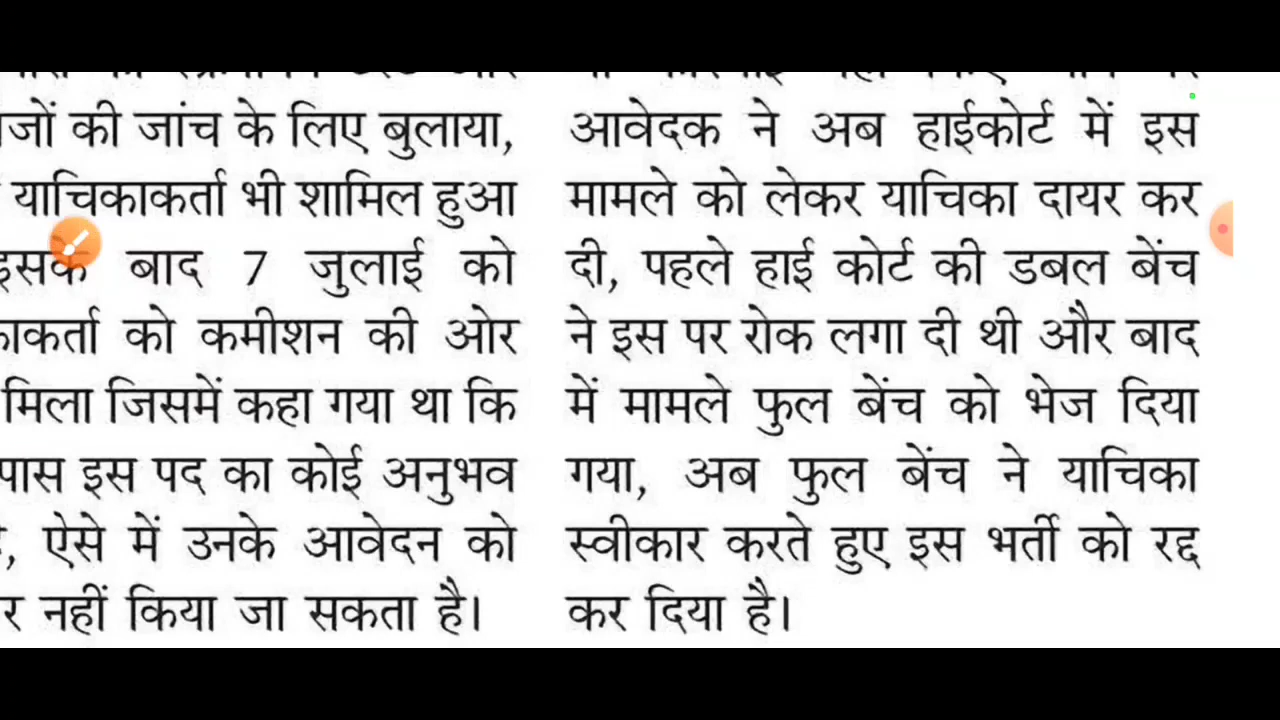 जों की जांच के लिए बुलाया,
याचिकाकर्ता भी शामिल हुआ
इसके बाद 7 जुलाई को
को कमीशन की ओर
मिला जिसमें कहा गया था कि
पास इस पद का कोई अनुभव
, ऐसे में उनके आवेदन को
र नहीं किया जा सकता है।
आवेदक ने अब हाईकोर्ट में इस
मामले को लेकर याचिका दायर कर
दी, पहले हाई कोर्ट की डबल बेंच
ने इस पर रोक लगा दी थी और बाद
में मामले फुल बेंच को भेज दिया
गया, अब फुल बेंच ने याचिका
स्वीकार करते हुए इस भर्ती को रद्द
कर दिया है।